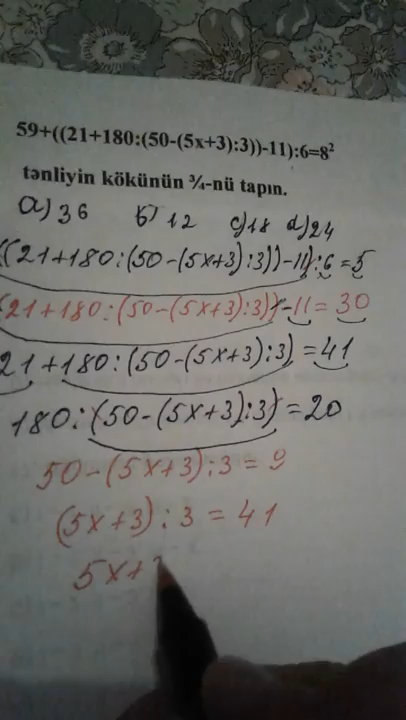 59+((21+180:(50-(5x+3):3))-11):6=8²
tənliyin kökünün ¾-nü tapın.
a) 36 б) 12 c) 18 d) 24
((21+180:(50-(5x+3):3))-11):6=5
(21+180:(50-(5x+3):3))-11=30
21+180:(50-(5x+3):3)=41
180:(50-(5x+3):3)=20
50-(5x+3):3=9
(5x+3):3=41
5x+